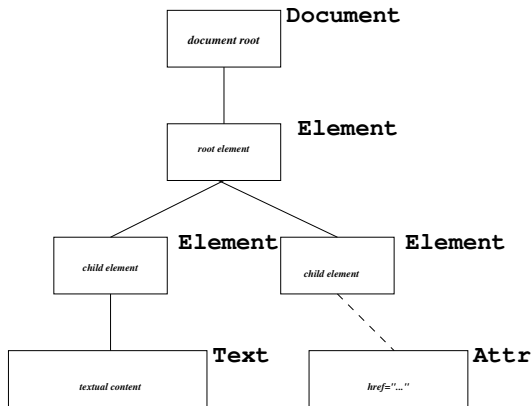 Document
document root
Element
root element
Element
Element
child element
child element
Text
Attr
textual content
href="..."